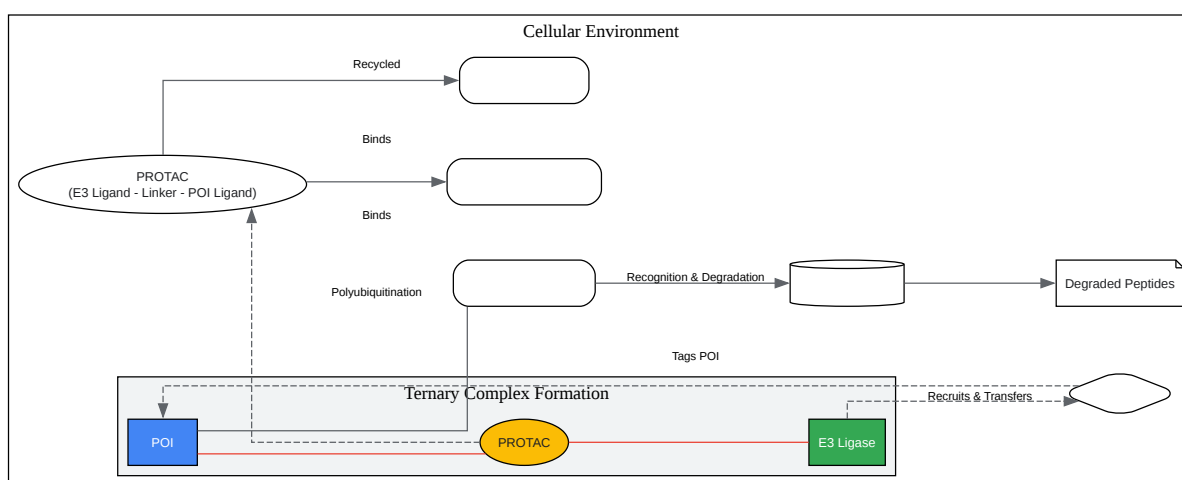 Cellular Environment
Recycled
Binds
PROTAC
(E3 Ligand - Linker - POI Ligand)
Binds
Recognition & Degradation
Degraded Peptides
Polyubiquitination
Tags POI
Ternary Complex Formation
Recruits & Transfers
POI
PROTAC
E3 Ligase